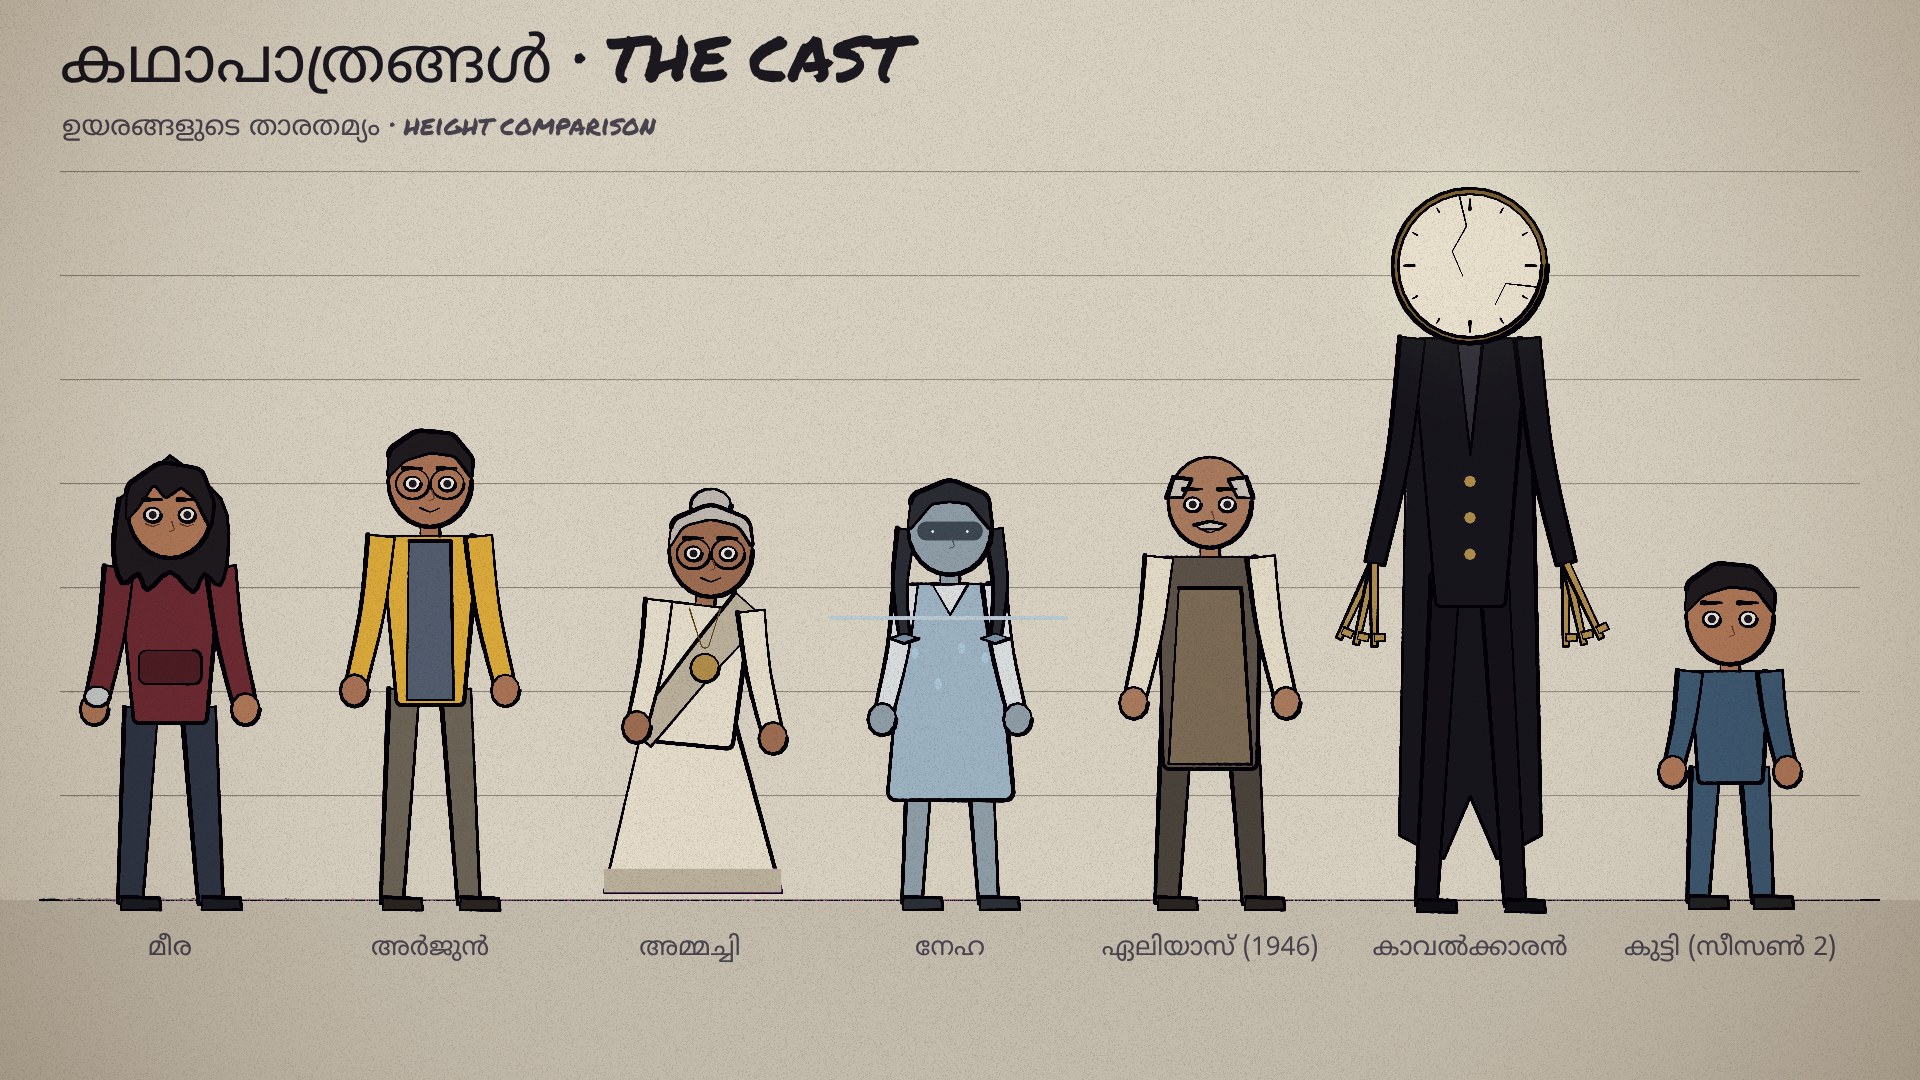 കഥാപാത്രങ്ങൾ · THE CAST
ഉയരങ്ങളുടെ താരതമ്യം · HEIGHT COMPARISON
മീര
അർജുൻ
അമ്മച്ചി
നേഹ
ഏലിയാസ് (1946)
കാവൽക്കാരൻ
കുട്ടി (സീസൺ 2)